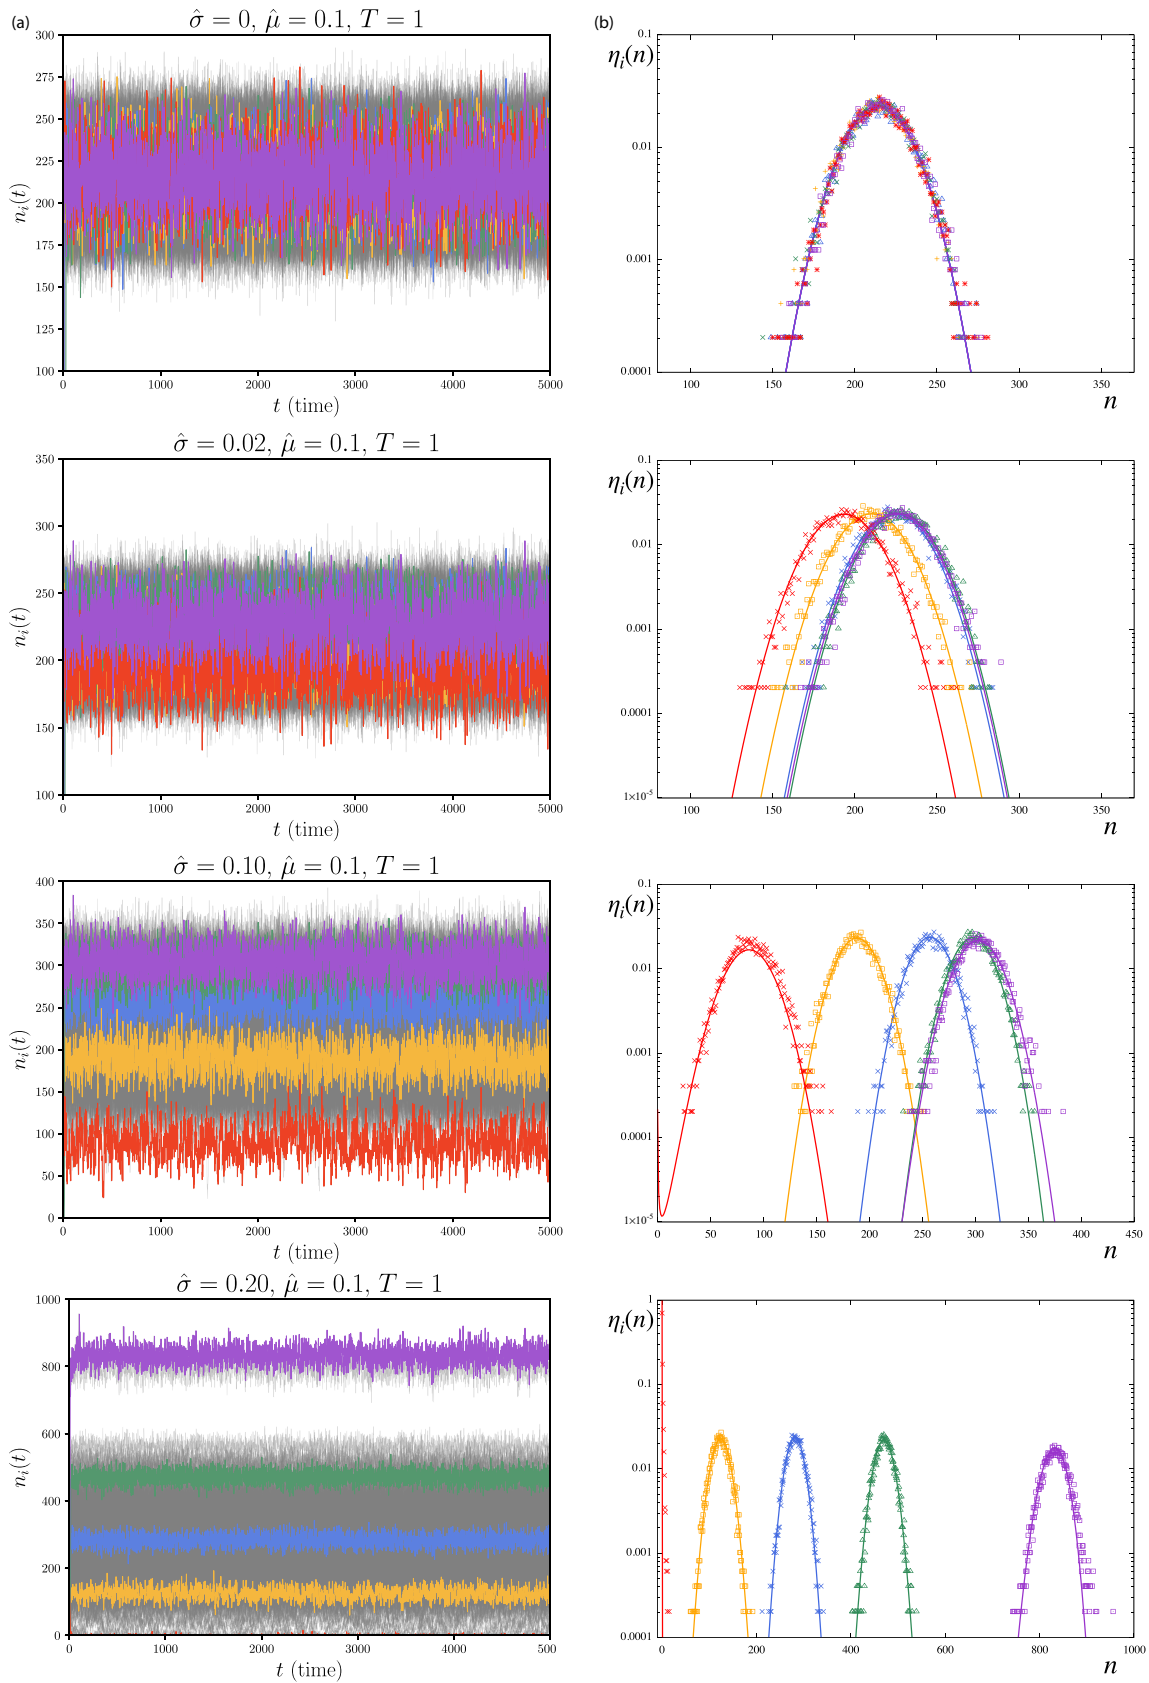 (a)
σ̂ = 0, μ̂ = 0.1, T = 1
300
275
250
225
200
175
150
125
100
n_i(t)
0 1000 2000 3000 4000 5000
t (time)
(b)
η_i(n)
0.1
0.01
0.001
0.0001
100 150 200 250 300 350
n
σ̂ = 0.02, μ̂ = 0.1, T = 1
350
300
250
200
150
100
n_i(t)
0 1000 2000 3000 4000 5000
t (time)
η_i(n)
0.1
0.01
0.001
0.0001
1×10⁻⁵
100 150 200 250 300 350
n
σ̂ = 0.10, μ̂ = 0.1, T = 1
400
350
300
250
200
150
100
50
0
n_i(t)
0 1000 2000 3000 4000 5000
t (time)
η_i(n)
0.1
0.01
0.001
0.0001
1×10⁻⁵
0 50 100 150 200 250 300 350 400 450
n
σ̂ = 0.20, μ̂ = 0.1, T = 1
1000
800
600
400
200
0
n_i(t)
0 1000 2000 3000 4000 500
t (time)
η_i(n)
1
0.1
0.01
0.001
0.0001
0 200 400 600 800 1000
n